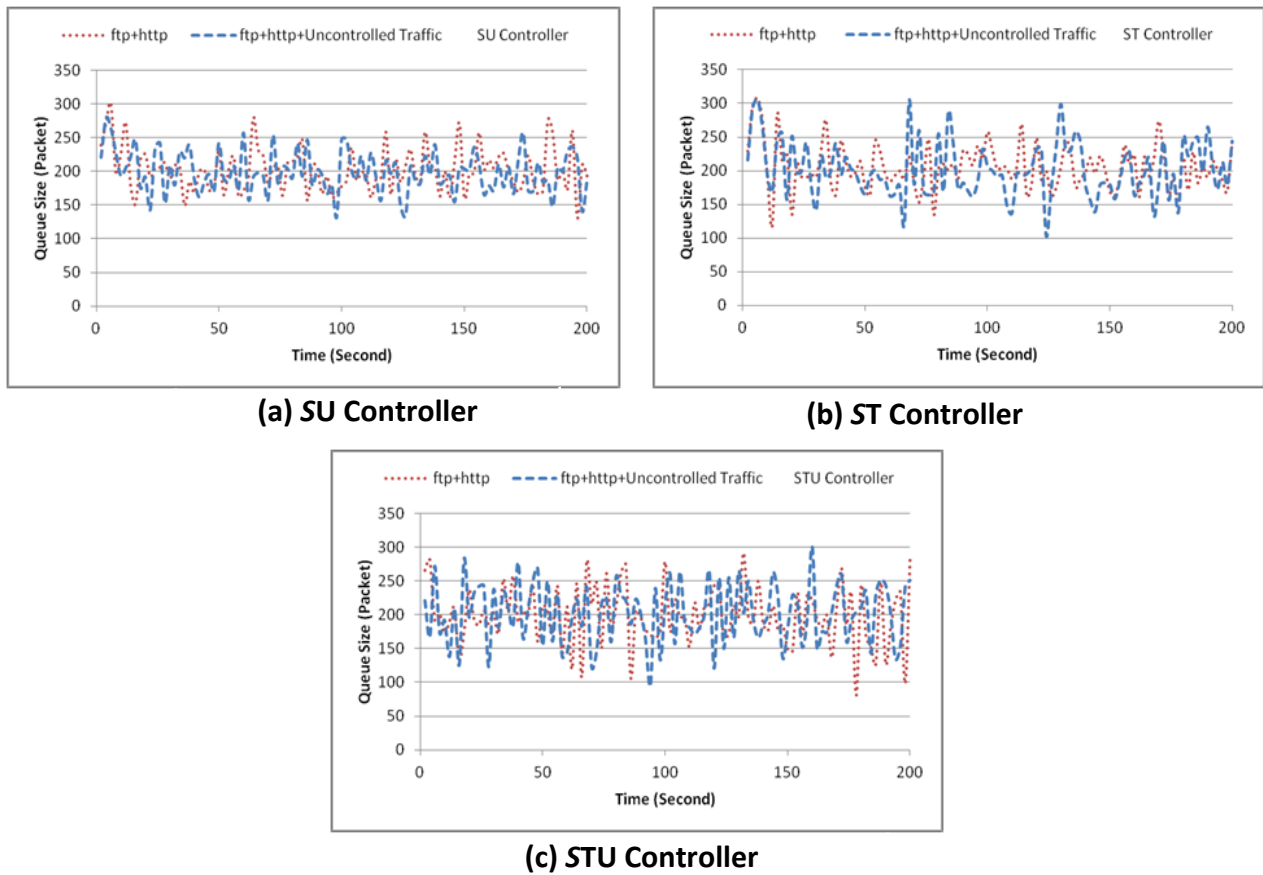 ftp+http ftp+http+Uncontrolled Traffic SU Controller
350
300
250
200
150
100
50
0
Queue Size (Packet)
0 50 100 150 200
Time (Second)
(a) SU Controller
ftp+http ftp+http+Uncontrolled Traffic ST Controller
350
300
250
200
150
100
50
0
Queue Size (Packet)
0 50 100 150 200
Time (Second)
(b) ST Controller
ftp+http ftp+http+Uncontrolled Traffic STU Controller
350
300
250
200
150
100
50
0
Queue Size (Packet)
0 50 100 150 200
Time (Second)
(c) STU Controller